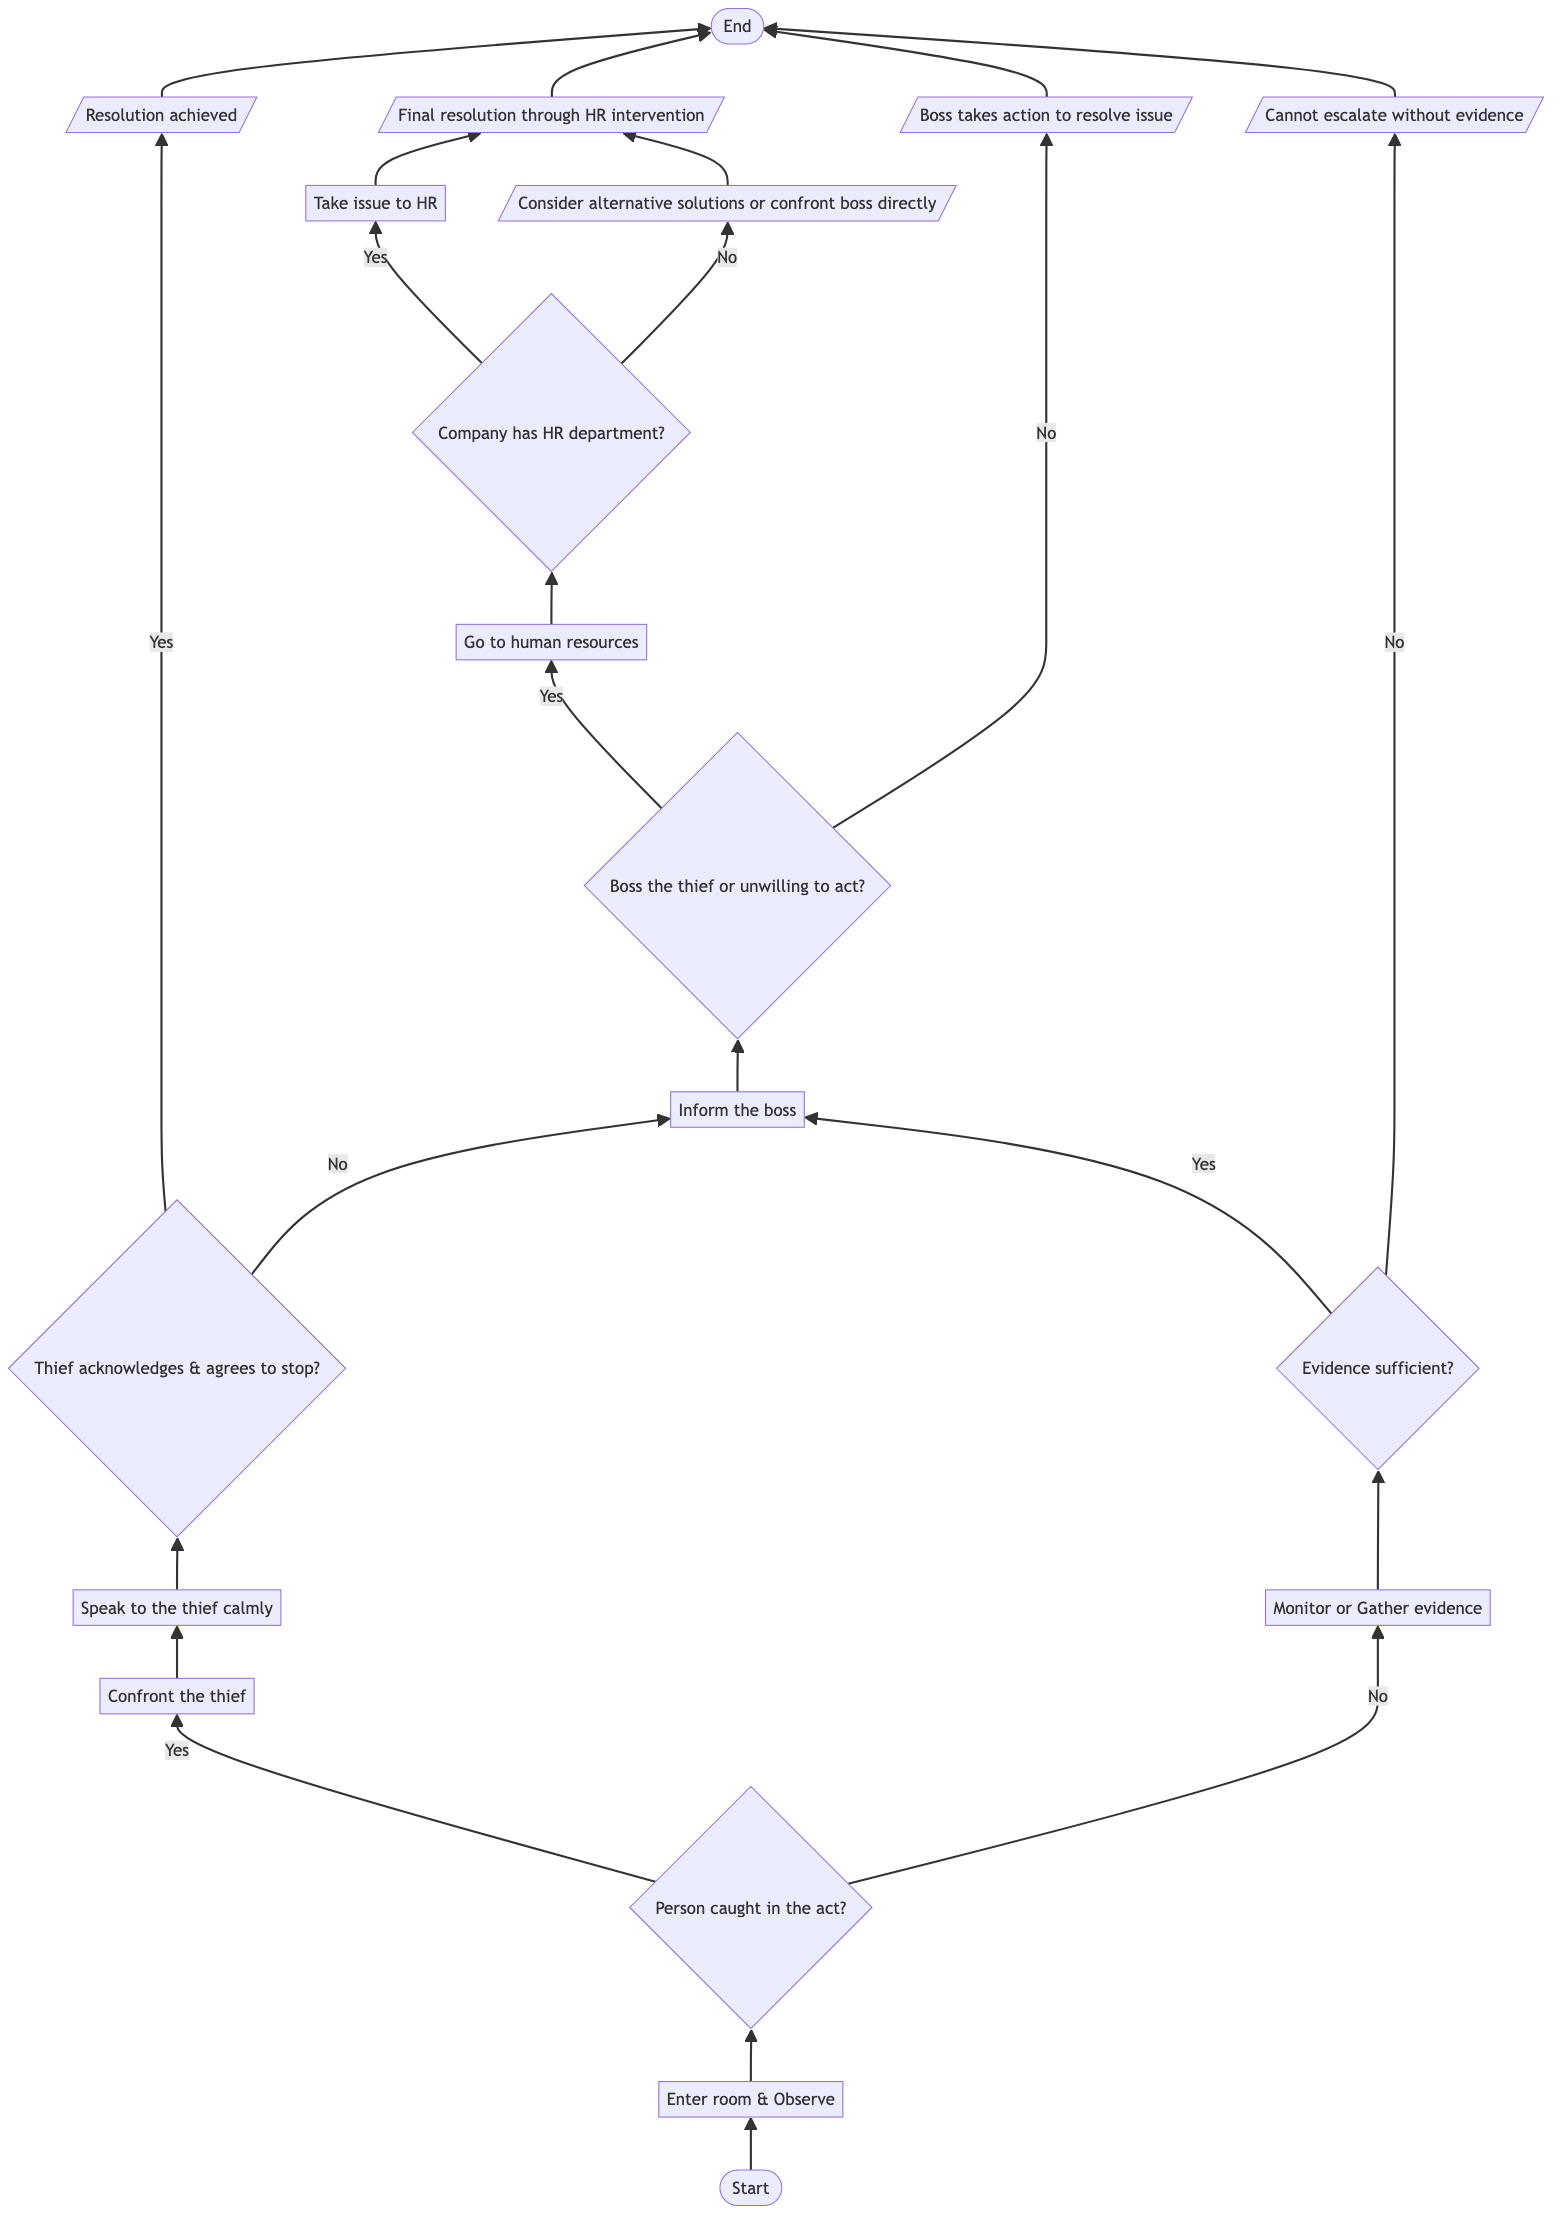 End
Resolution achieved
Final resolution through HR intervention
Boss takes action to resolve issue
Cannot escalate without evidence
Take issue to HR
Consider alternative solutions or confront boss directly
Yes
No
Company has HR department?
No
Yes
Go to human resources
No
Yes
Boss the thief or unwilling to act?
Inform the boss
No
Yes
Thief acknowledges & agrees to stop?
Evidence sufficient?
Speak to the thief calmly
Monitor or Gather evidence
Confront the thief
No
Yes
Person caught in the act?
Enter room & Observe
Start